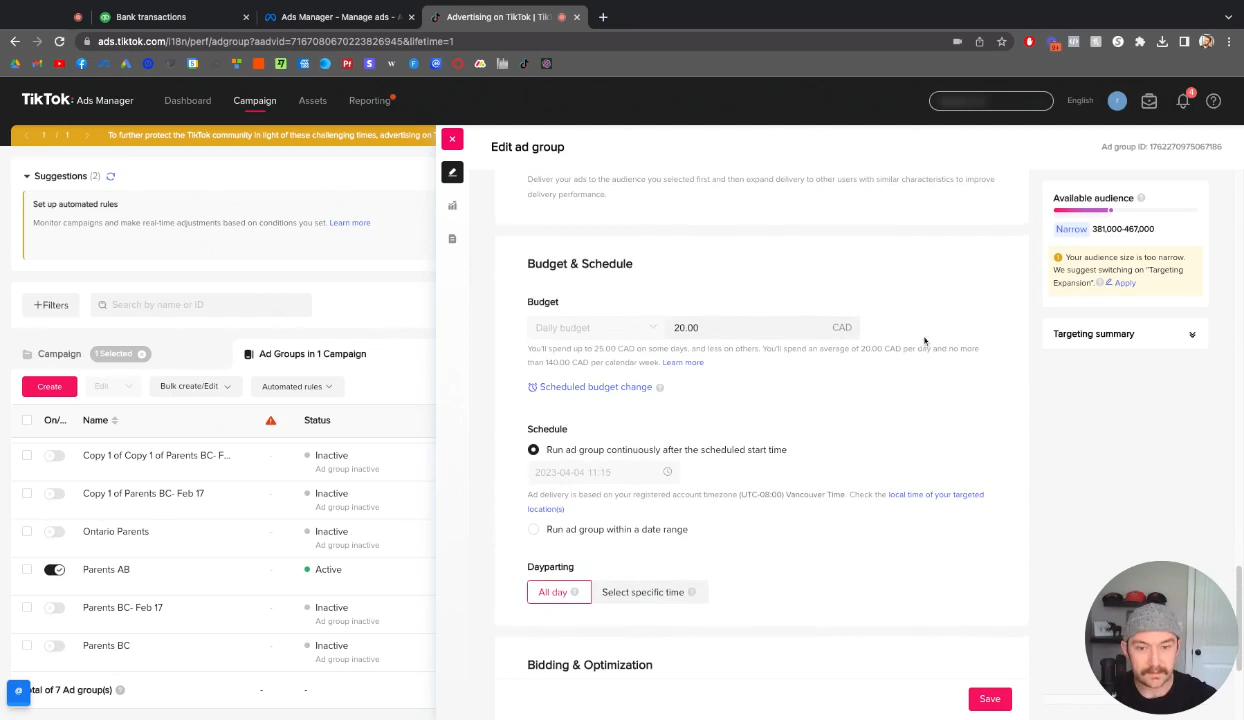 Bank transactions
Ads Manager - Manage ads -
Advertising on TikTok | Tik
ads.tiktok.com/i18n/perf/adgroup?aadvid=7167080670223826945&lifetime=1
TikTok: Ads Manager
Dashboard
Campaign
Assets
Reporting
English
4
1 / 1
To further protect the TikTok community in light of these challenging times, advertising on
Edit ad group
Ad group ID: 1762270975067186
Suggestions (2)
Set up automated rules
Monitor campaigns and make real-time adjustments based on conditions you set. Learn more
Deliver your ads to the audience you selected first and then expand delivery to other users with similar characteristics to
improve delivery performance.
Available audience
Narrow 381,000-467,000
Your audience size is too narrow.
We suggest switching on "Targeting
Expansion". Apply
Targeting summary
+Filters
Search by name or ID
Campaign
1 Selected
Ad Groups in 1 Campaign
Create
Edit
Bulk create/Edit
Automated rules
On/...
Name
Status
Copy 1 of Copy 1 of Parents BC- F...
Inactive
Ad group inactive
Copy 1 of Parents BC- Feb 17
Inactive
Ad group inactive
Ontario Parents
Inactive
Ad group inactive
Parents AB
Active
Parents BC- Feb 17
Inactive
Ad group inactive
Parents BC
Inactive
Ad group inactive
otal of 7 Ad group(s)
-
-
Budget & Schedule
Budget
Daily budget
20.00
CAD
You'll spend up to 25.00 CAD on some days, and less on others. You'll spend an average of 20.00 CAD per day and no more
than 140.00 CAD per calendar week. Learn more
Scheduled budget change
Schedule
Run ad group continuously after the scheduled start time
2023-04-04 11:15
Ad delivery is based on your registered account timezone (UTC-08:00) Vancouver Time. Check the local time of your targeted
location(s)
Run ad group within a date range
Dayparting
All day
Select specific time
Bidding & Optimization
Save